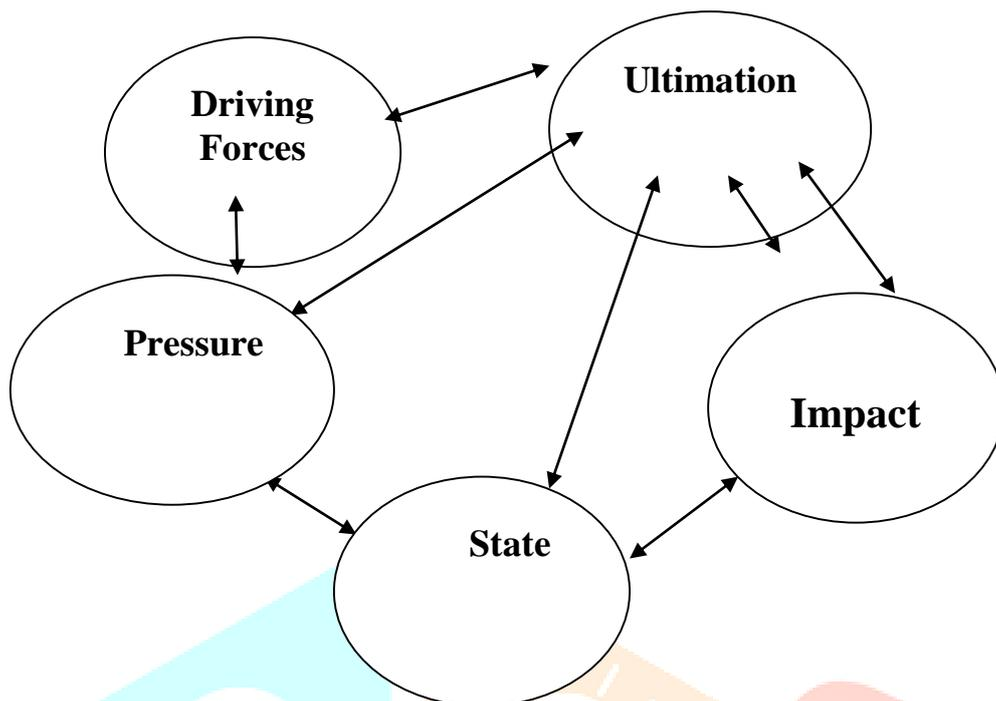 Driving
Forces
Ultimation
Pressure
Impact
State